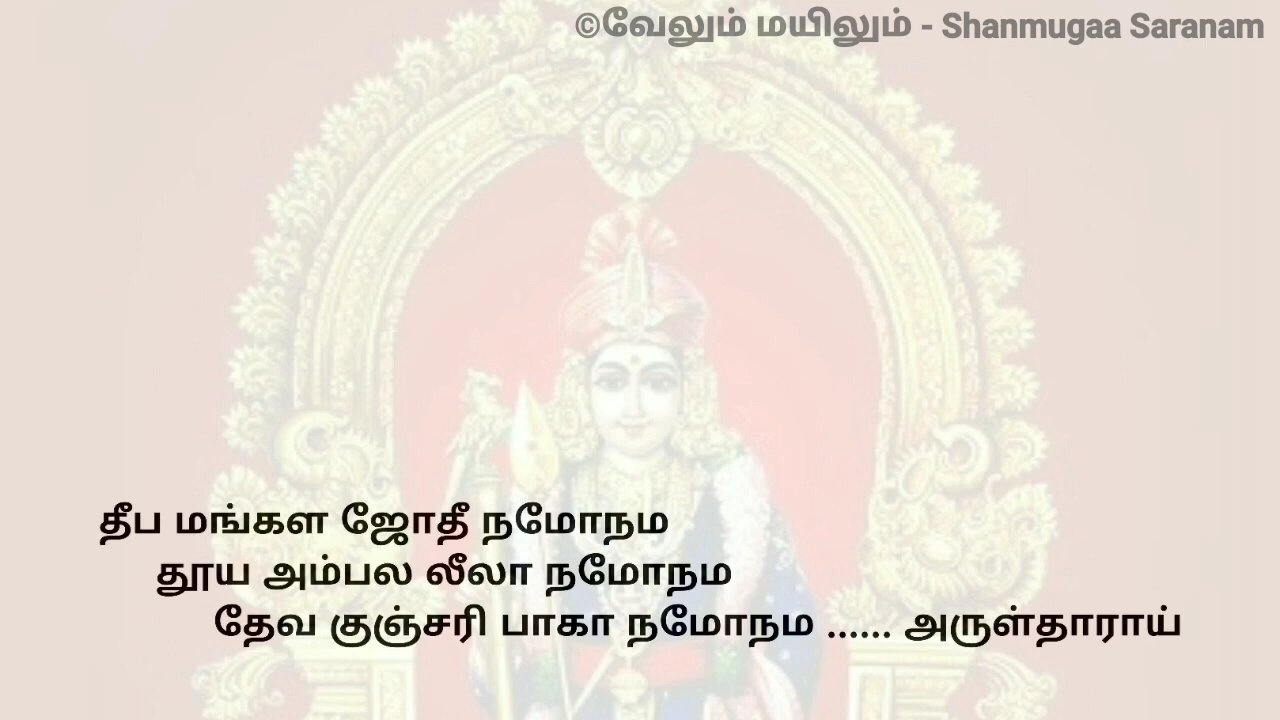 ©வேலும் மயிலும் - Shanmugaa Saranam
தீப மங்கள ஜோதீ நமோநம
தூய அம்பல லீலா நமோநம
தேவ குஞ்சரி பாகா நமோநம ...... அருள்தாராய்